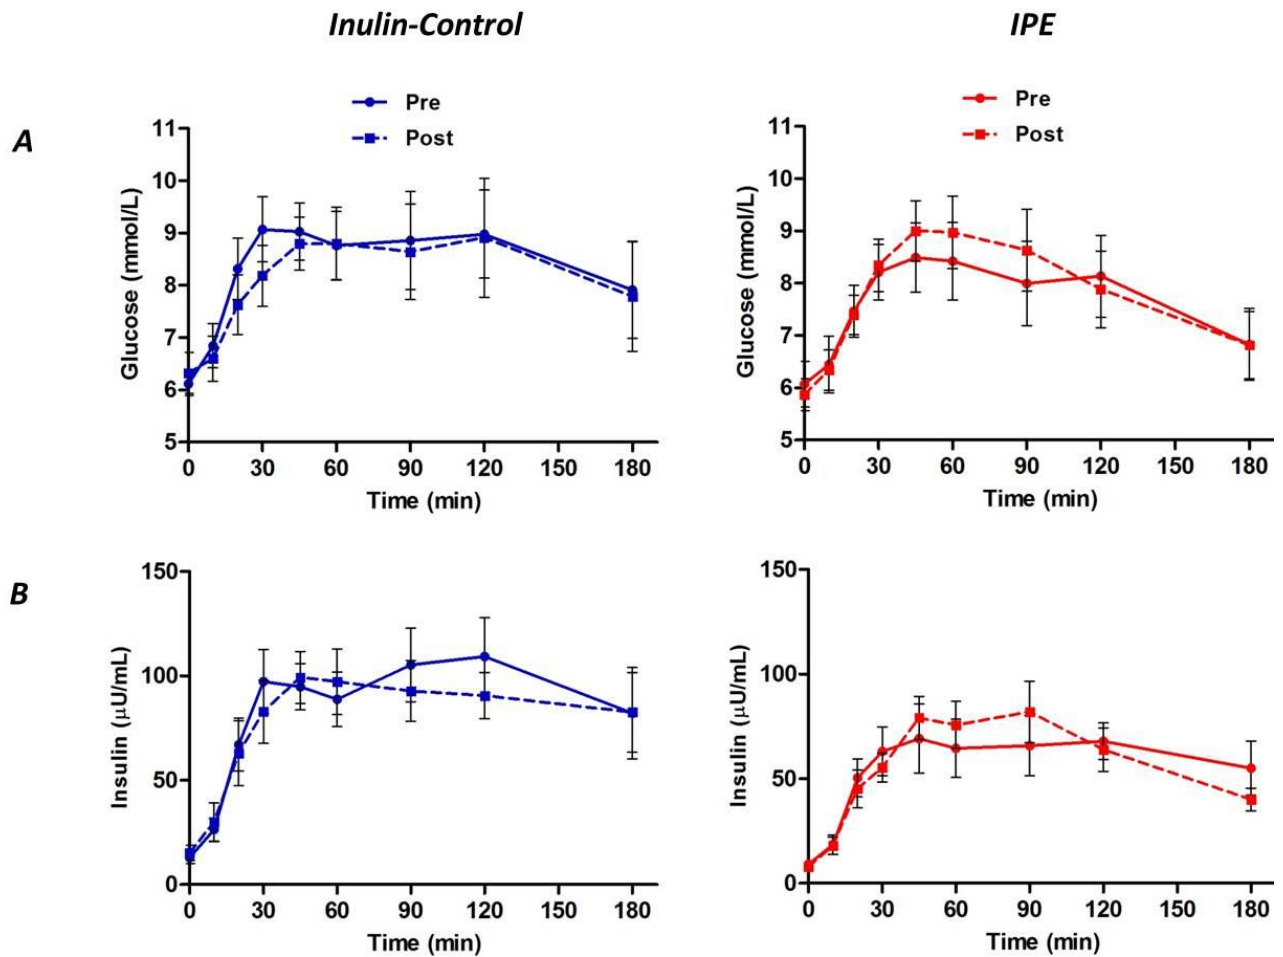 Inulin-Control
IPE
A
Pre
Post
Pre
Post
Glucose (mmol/L)
11
10
9
8
7
6
5
0 30 60 90 120 150 180
Time (min)
Glucose (mmol/L)
11
10
9
8
7
6
5
0 30 60 90 120 150 180
Time (min)
B
Insulin (μU/mL)
150
100
50
0
0 30 60 90 120 150 180
Time (min)
Insulin (μU/mL)
150
100
50
0
0 30 60 90 120 150 180
Time (min)